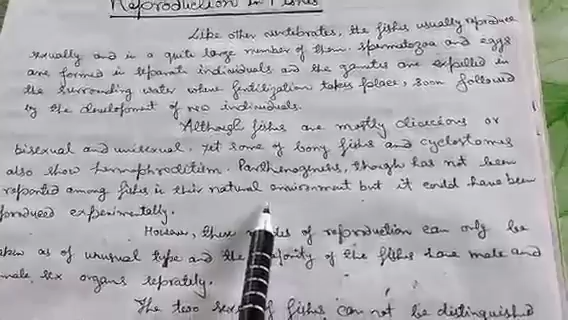 Reproduction in Fishes
Like other vertebrates, the fishes usually reproduce
sexually and in a quite large number of them. spermatozoa and eggs
are formed in separate individuals and the gametes are expelled in
the surrounding water where fertilization takes place, soon followed
by the development of new individuals.
Although fishes are mostly dioecious or
bisexual and unisexual. yet some of bony fishes and cyclostomes
also show hermaphroditism. Parthenogenesis, though has not been
reported among fishes in their natural environment but it could have been
produced experimentally.
However, these of reproduction can only be
as of unusual type and the majority of the fishes have male and
sex organs seprately.
The two of fishes can not be distinguished